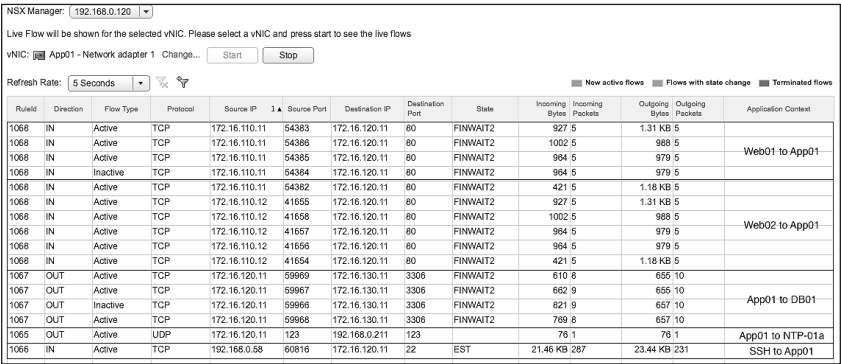 NSX Manager: 192.168.0.120
Live Flow will be shown for the selected vNIC. Please select a vNIC and press start to see the live flows
vNIC: App01 - Network adapter 1 Change... Start Stop
Refresh Rate: 5 Seconds New active flows Flows with state change Terminated flows
RuleId Direction Flow Type Protocol Source IP 1▲ Source Port Destination IP Destination Port State Incoming Bytes Incoming Packets Outgoing Bytes Outgoing Packets Application Context
1068 IN Active TCP 172.16.110.11 54383 172.16.120.11 80 FINWAIT2 927 5 1.31 KB 5
1068 IN Active TCP 172.16.110.11 54386 172.16.120.11 80 FINWAIT2 1002 5 988 5
Web01 to App01
1068 IN Active TCP 172.16.110.11 54385 172.16.120.11 80 FINWAIT2 964 5 979 5
1068 IN Inactive TCP 172.16.110.11 54384 172.16.120.11 80 FINWAIT2 964 5 979 5
1068 IN Active TCP 172.16.110.11 54382 172.16.120.11 80 FINWAIT2 421 5 1.18 KB 5
1068 IN Active TCP 172.16.110.12 41655 172.16.120.11 80 FINWAIT2 927 5 1.31 KB 5
1068 IN Active TCP 172.16.110.12 41658 172.16.120.11 80 FINWAIT2 1002 5 988 5
Web02 to App01
1068 IN Active TCP 172.16.110.12 41657 172.16.120.11 80 FINWAIT2 964 5 979 5
1068 IN Active TCP 172.16.110.12 41656 172.16.120.11 80 FINWAIT2 964 5 979 5
1068 IN Active TCP 172.16.110.12 41654 172.16.120.11 80 FINWAIT2 421 5 1.18 KB 5
1067 OUT Active TCP 172.16.120.11 59969 172.16.130.11 3306 FINWAIT2 610 8 655 10
1067 OUT Active TCP 172.16.120.11 59967 172.16.130.11 3306 FINWAIT2 662 9 655 10
App01 to DB01
1067 OUT Inactive TCP 172.16.120.11 59966 172.16.130.11 3306 FINWAIT2 821 9 657 10
1067 OUT Active TCP 172.16.120.11 59968 172.16.130.11 3306 FINWAIT2 769 8 657 10
1065 OUT Active UDP 172.16.120.11 123 192.168.0.211 123 76 1 76 1 App01 to NTP-01a
1066 IN Active TCP 192.168.0.58 60816 172.16.120.11 22 EST 21.46 KB 287 23.44 KB 231 SSH to App01